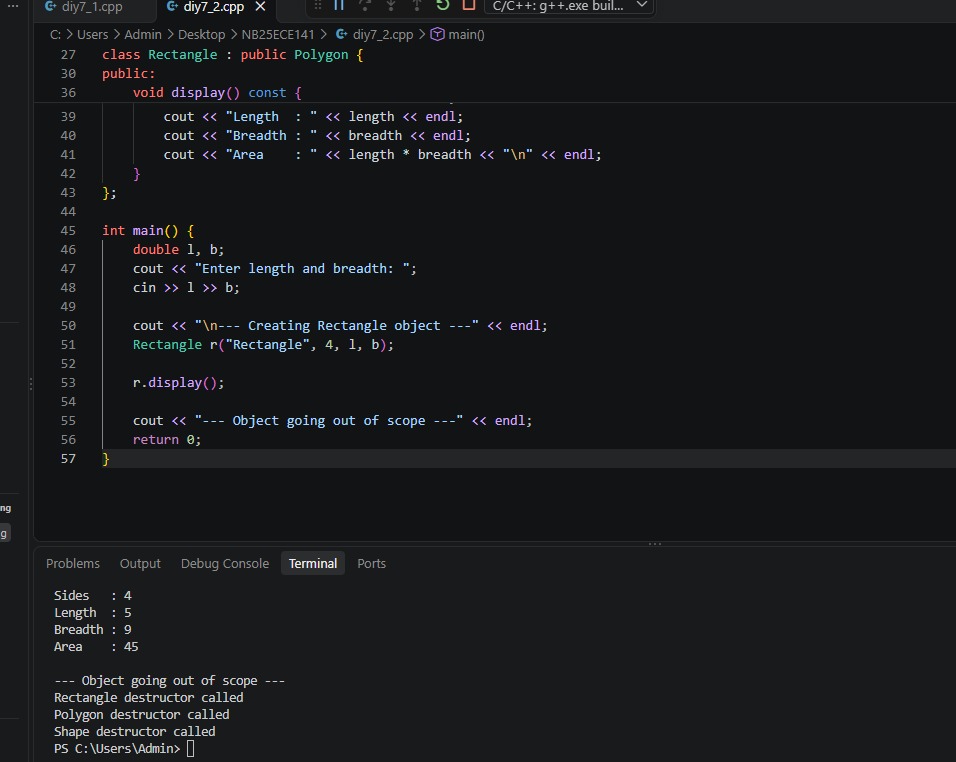 diy7_1.cpp diy7_2.cpp C/C++: g++.exe buil...
C: > Users > Admin > Desktop > NB25ECE141 > diy7_2.cpp > main()
27 class Rectangle : public Polygon {
30 public:
36 void display() const {
39 cout << "Length  : " << length << endl;
40 cout << "Breadth : " << breadth << endl;
41 cout << "Area    : " << length * breadth << "\n" << endl;
42 }
43 };
44
45 int main() {
46 double l, b;
47 cout << "Enter length and breadth: ";
48 cin >> l >> b;
49
50 cout << "\n--- Creating Rectangle object ---" << endl;
51 Rectangle r("Rectangle", 4, l, b);
52
53 r.display();
54
55 cout << "--- Object going out of scope ---" << endl;
56 return 0;
57 }
ng
g
Problems Output Debug Console Terminal Ports
Sides   : 4
Length  : 5
Breadth : 9
Area    : 45
--- Object going out of scope ---
Rectangle destructor called
Polygon destructor called
Shape destructor called
PS C:\Users\Admin>